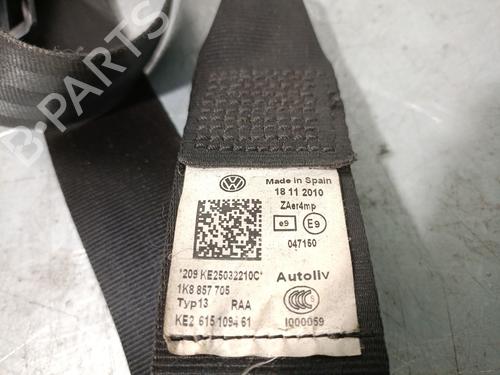 Made in Spain
18 11 2010
ZAer4mp
e9 E9
047150
*209 KE25032210C*
Autoliv
1K8 857 705
Typ13 RAA
KE2 615 1094 61
I000059
B-PARTS